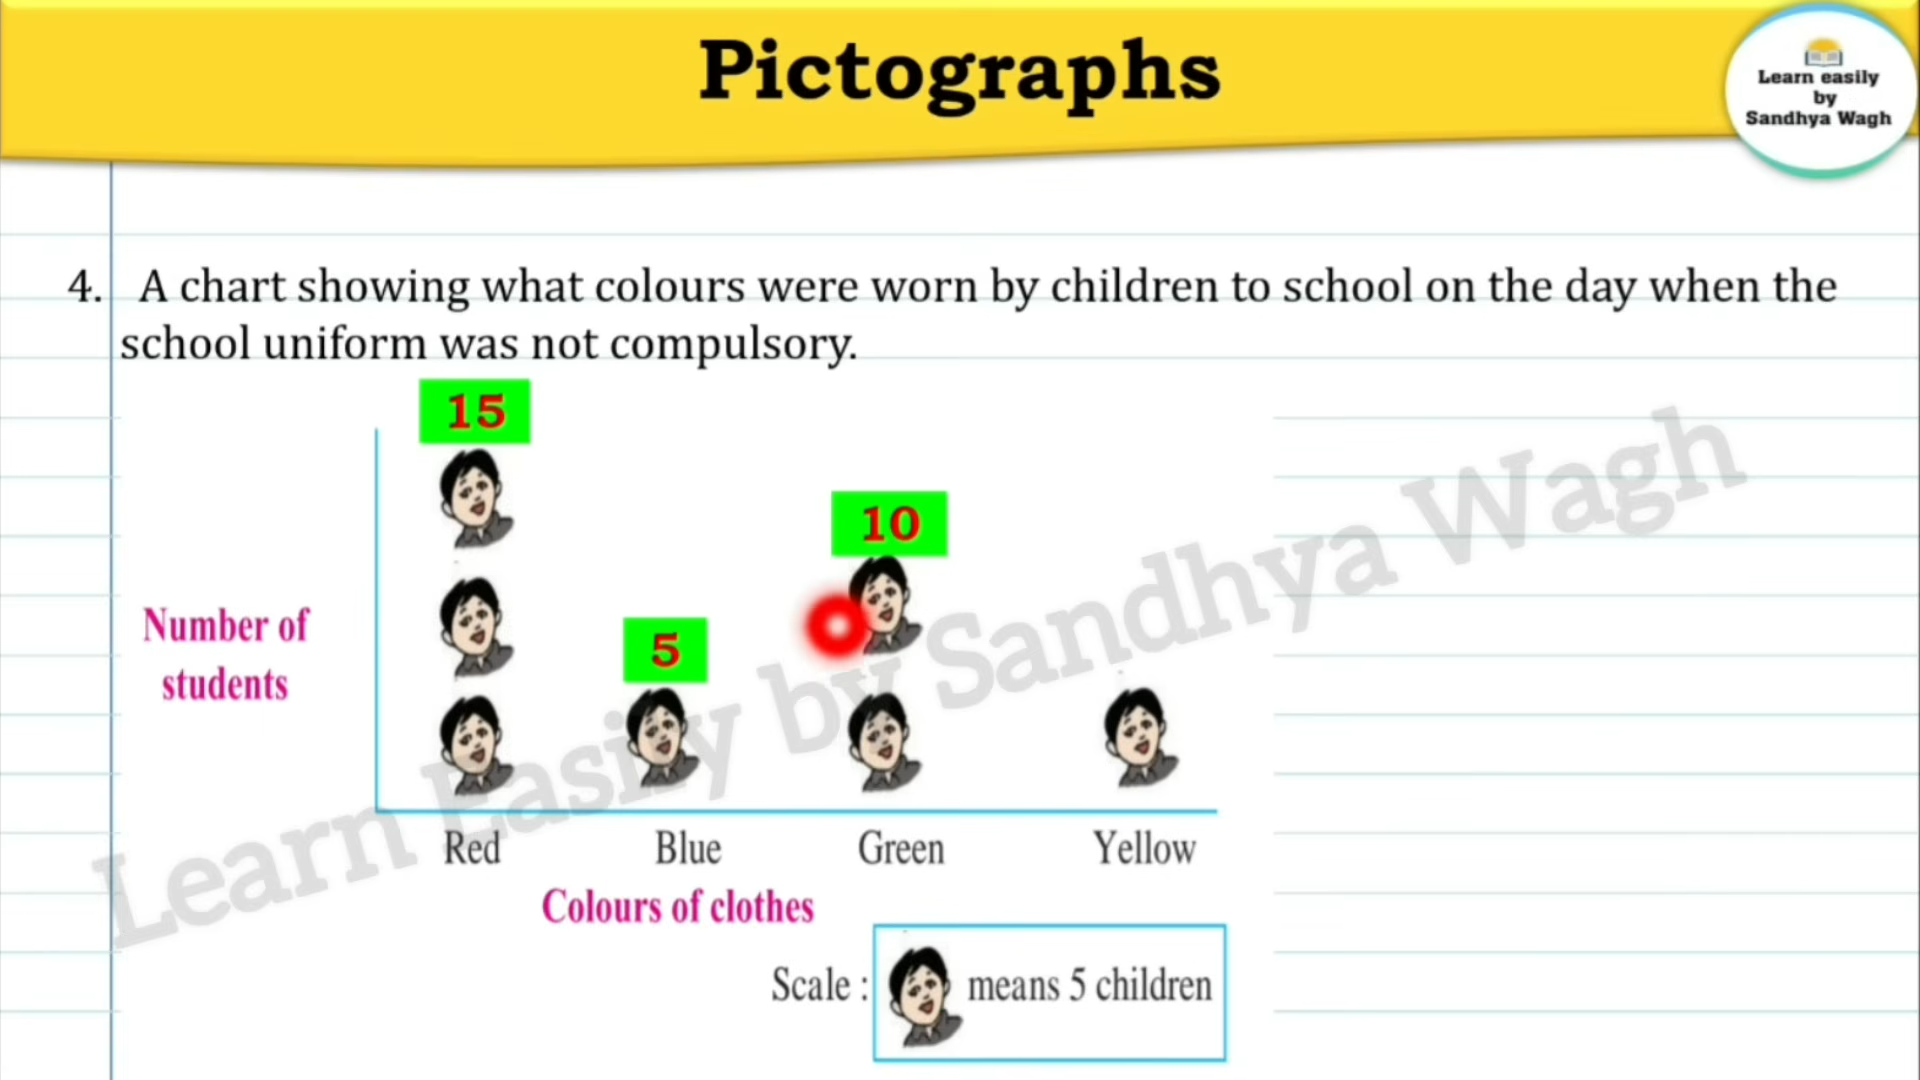 Pictographs
Learn easily
by
Sandhya Wagh
4. A chart showing what colours were worn by children to school on the day when the
school uniform was not compulsory.
15
10
5
Number of
students
Red Blue Green Yellow
Colours of clothes
Scale : means 5 children
Learn Easily by Sandhya Wagh